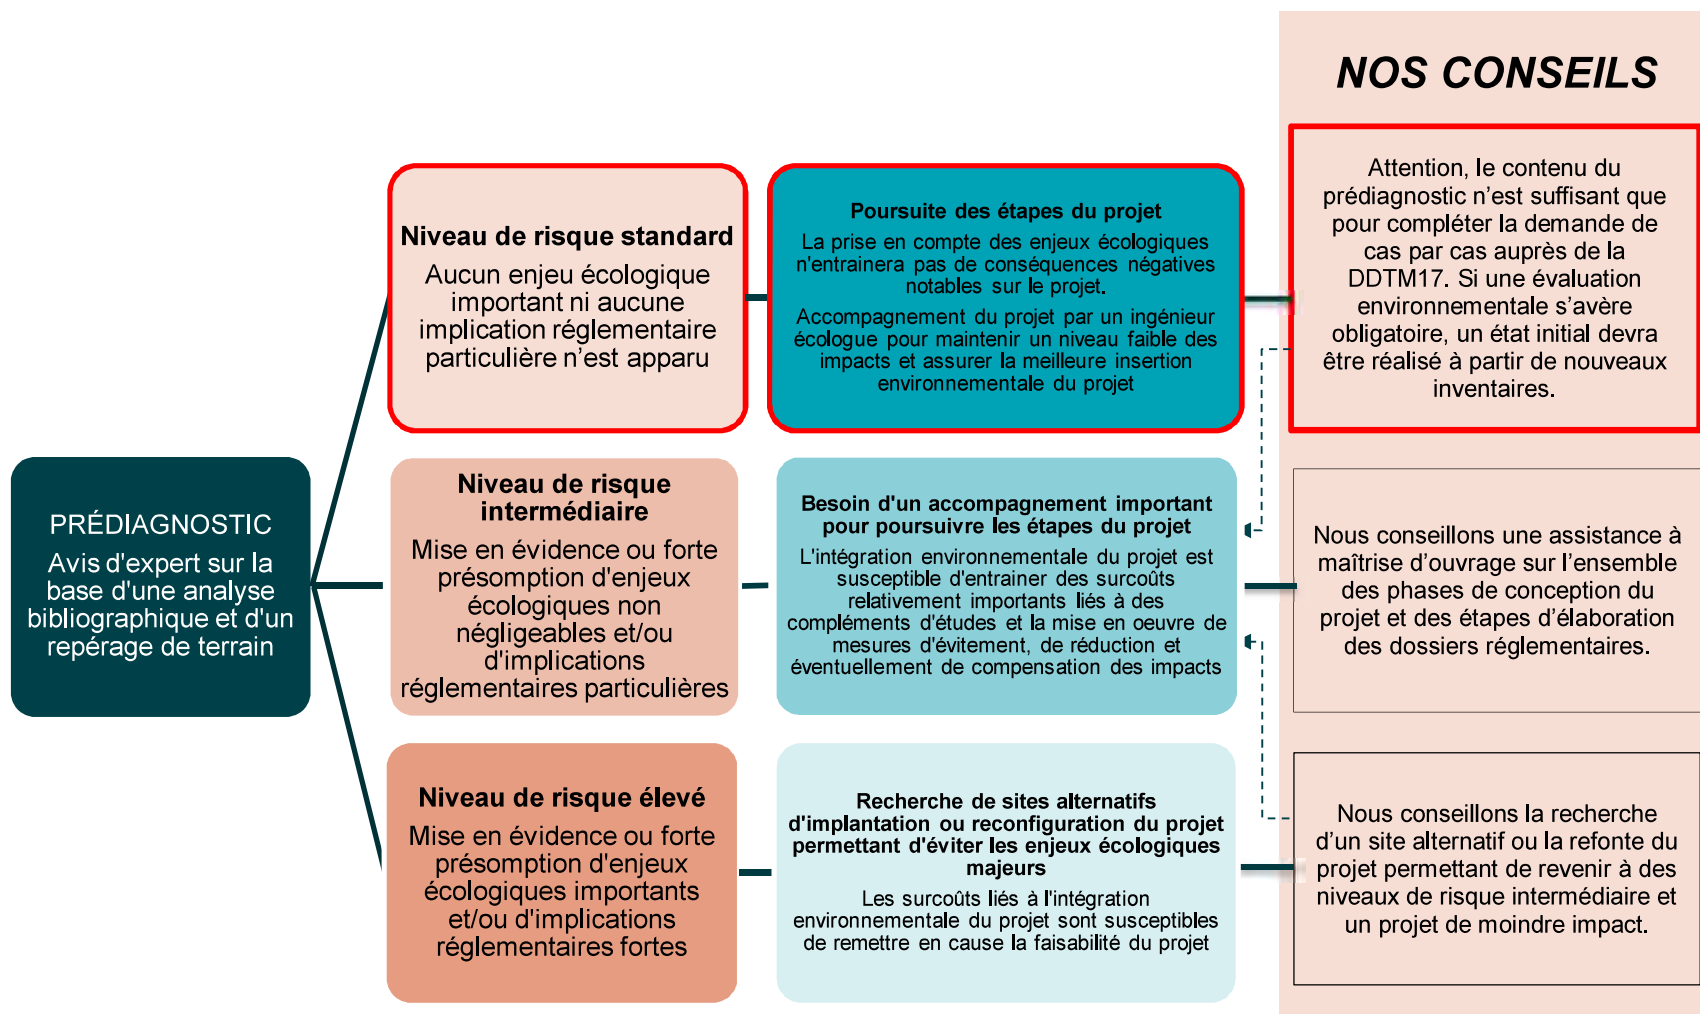 NOS CONSEILS
PRÉDIAGNOSTIC
Avis d'expert sur la
base d'une analyse
bibliographique et d'un
repérage de terrain
Niveau de risque standard
Aucun enjeu écologique
important ni aucune
implication réglementaire
particulière n’est apparu
Poursuite des étapes du projet
La prise en compte des enjeux écologiques
n'entrainera pas de conséquences négatives
notables sur le projet.
Accompagnement du projet par un ingénieur
écologue pour maintenir un niveau faible des
impacts et assurer la meilleure insertion
environnementale du projet
Attention, le contenu du
prédiagnostic n’est suffisant que
pour compléter la demande de
cas par cas auprès de la
DDTM17. Si une évaluation
environnementale s’avère
obligatoire, un état initial devra
être réalisé à partir de nouveaux
inventaires.
Niveau de risque
intermédiaire
Mise en évidence ou forte
présomption d'enjeux
écologiques non
négligeables et/ou
d'implications
réglementaires particulières
Besoin d'un accompagnement important
pour poursuivre les étapes du projet
L'intégration environnementale du projet est
susceptible d'entrainer des surcoûts
relativement importants liés à des
compléments d'études et la mise en oeuvre de
mesures d'évitement, de réduction et
éventuellement de compensation des impacts
Nous conseillons une assistance à
maîtrise d’ouvrage sur l’ensemble
des phases de conception du
projet et des étapes d’élaboration
des dossiers réglementaires.
Niveau de risque élevé
Mise en évidence ou forte
présomption d'enjeux
écologiques importants
et/ou d'implications
réglementaires fortes
Recherche de sites alternatifs
d'implantation ou reconfiguration du projet
permettant d'éviter les enjeux écologiques
majeurs
Les surcoûts liés à l'intégration
environnementale du projet sont susceptibles
de remettre en cause la faisabilité du projet
Nous conseillons la recherche
d’un site alternatif ou la refonte du
projet permettant de revenir à des
niveaux de risque intermédiaire et
un projet de moindre impact.